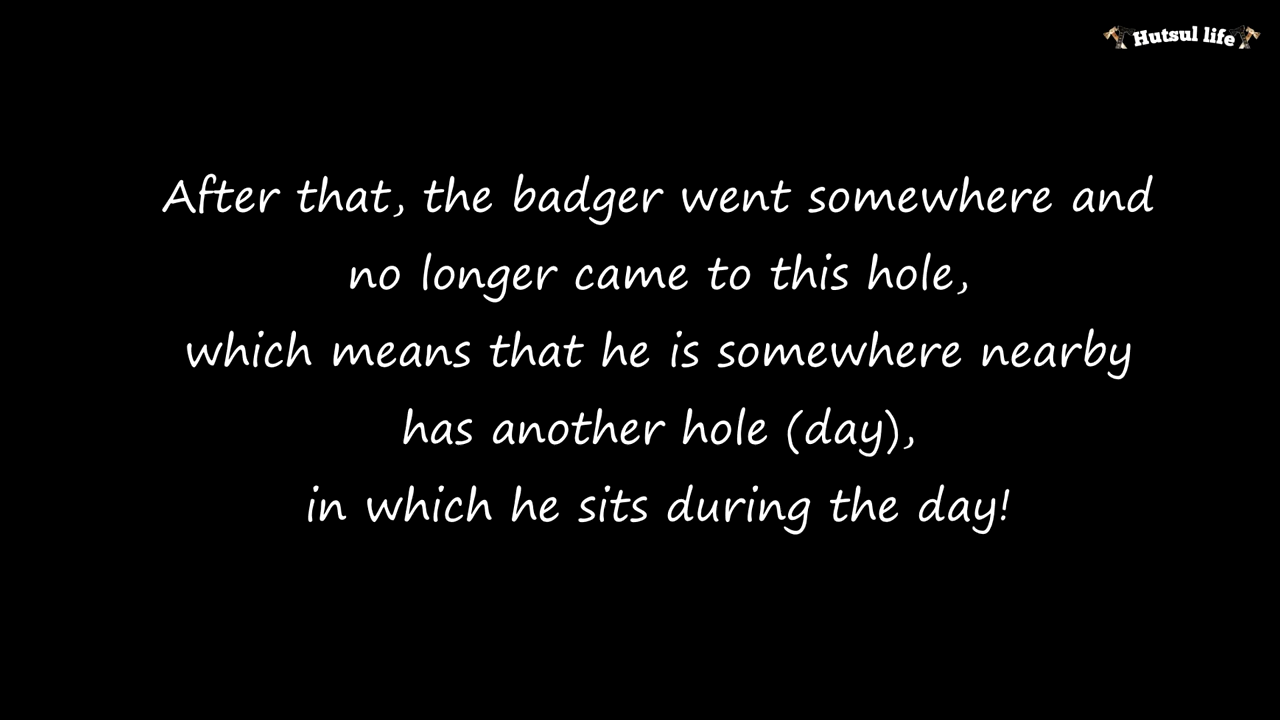 Hutsul life
After that, the badger went somewhere and
no longer came to this hole,
which means that he is somewhere nearby
has another hole (day),
in which he sits during the day!